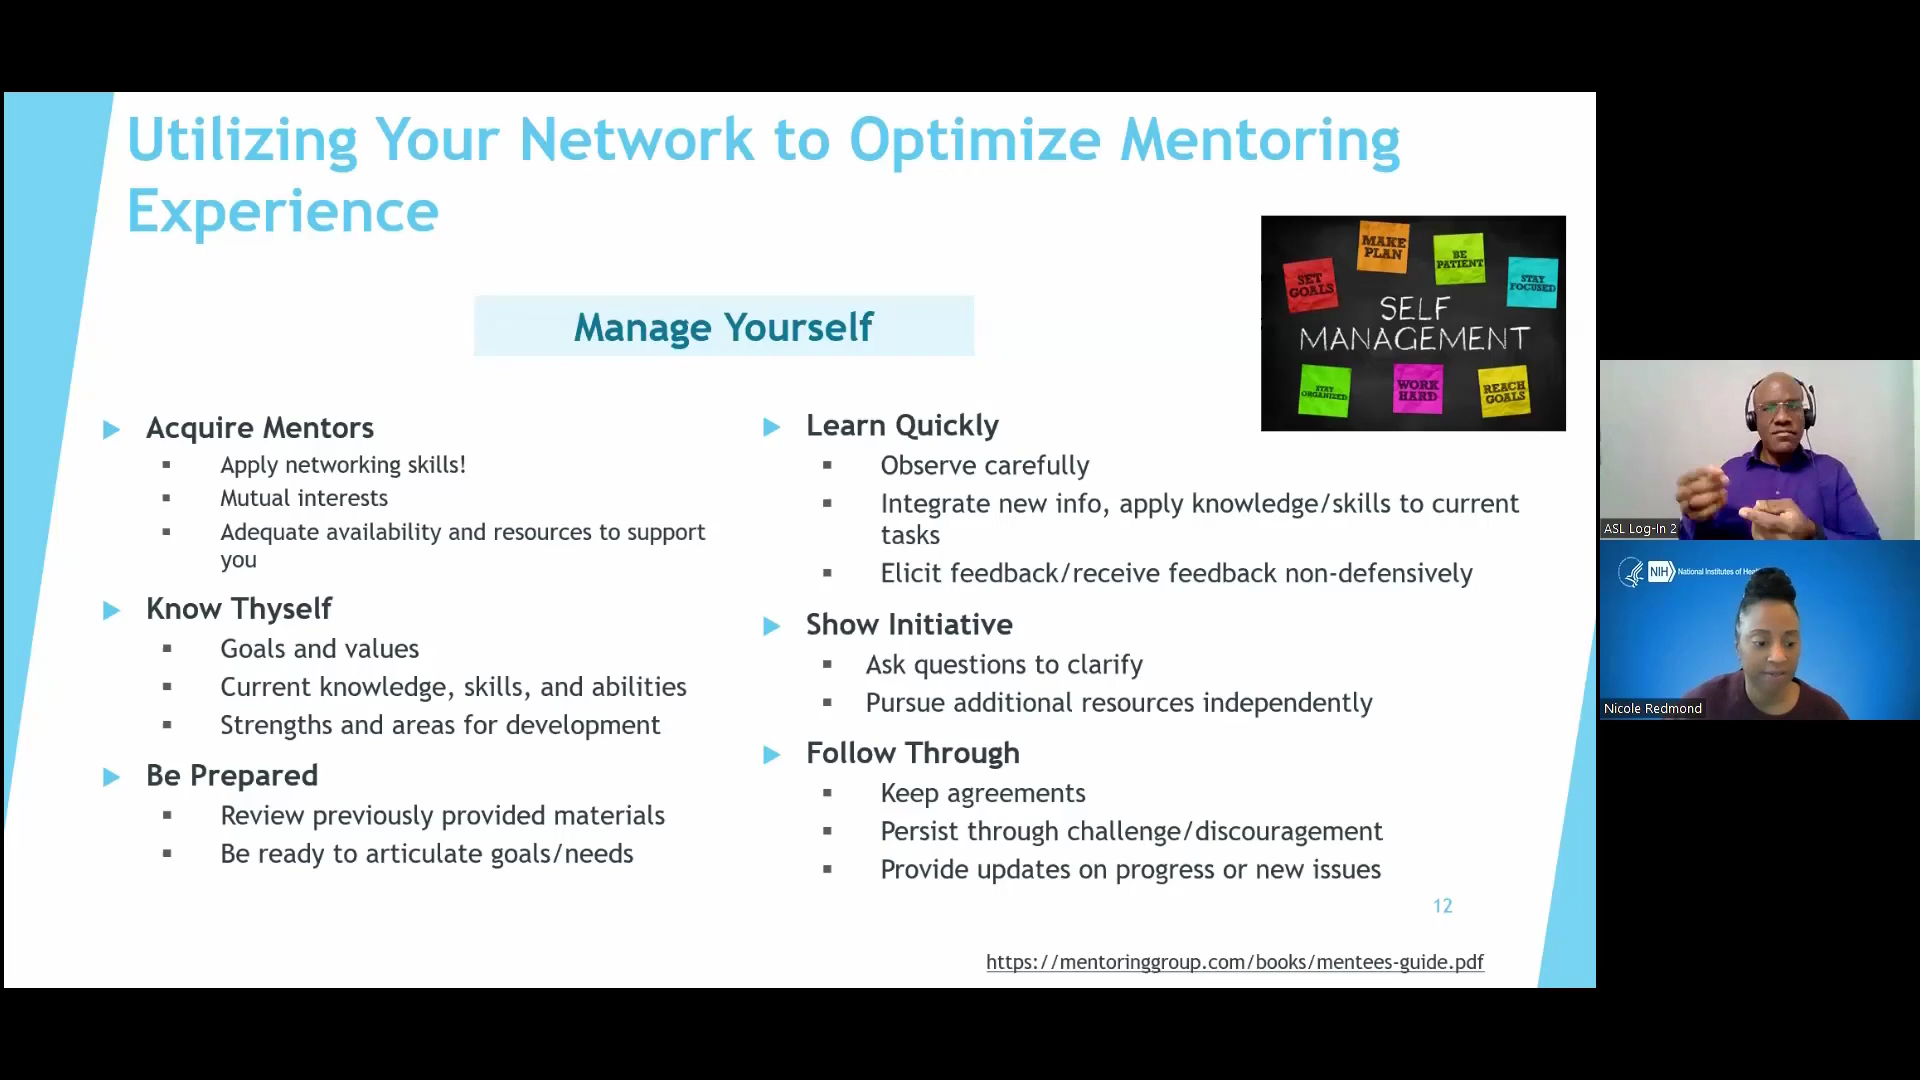 Utilizing Your Network to Optimize Mentoring
Experience
Manage Yourself
SET
GOALS
MAKE
PLAN
BE
PATIENT
STAY
FOCUSED
SELF
MANAGEMENT
STAY
ORGANIZED
WORK
HARD
REACH
GOALS
Acquire Mentors
Apply networking skills!
Mutual interests
Adequate availability and resources to support
you
Know Thyself
Goals and values
Current knowledge, skills, and abilities
Strengths and areas for development
Be Prepared
Review previously provided materials
Be ready to articulate goals/needs
Learn Quickly
Observe carefully
Integrate new info, apply knowledge/skills to current
tasks
Elicit feedback/receive feedback non-defensively
Show Initiative
Ask questions to clarify
Pursue additional resources independently
Follow Through
Keep agreements
Persist through challenge/discouragement
Provide updates on progress or new issues
12
https://mentoringgroup.com/books/mentees-guide.pdf
ASL Log-In 2
NIH National Institutes of
Nicole Redmond